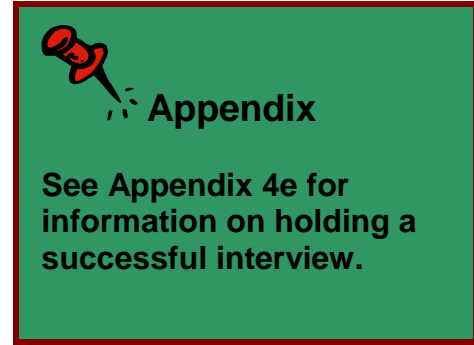 Appendix
See Appendix 4e for
information on holding a
successful interview.